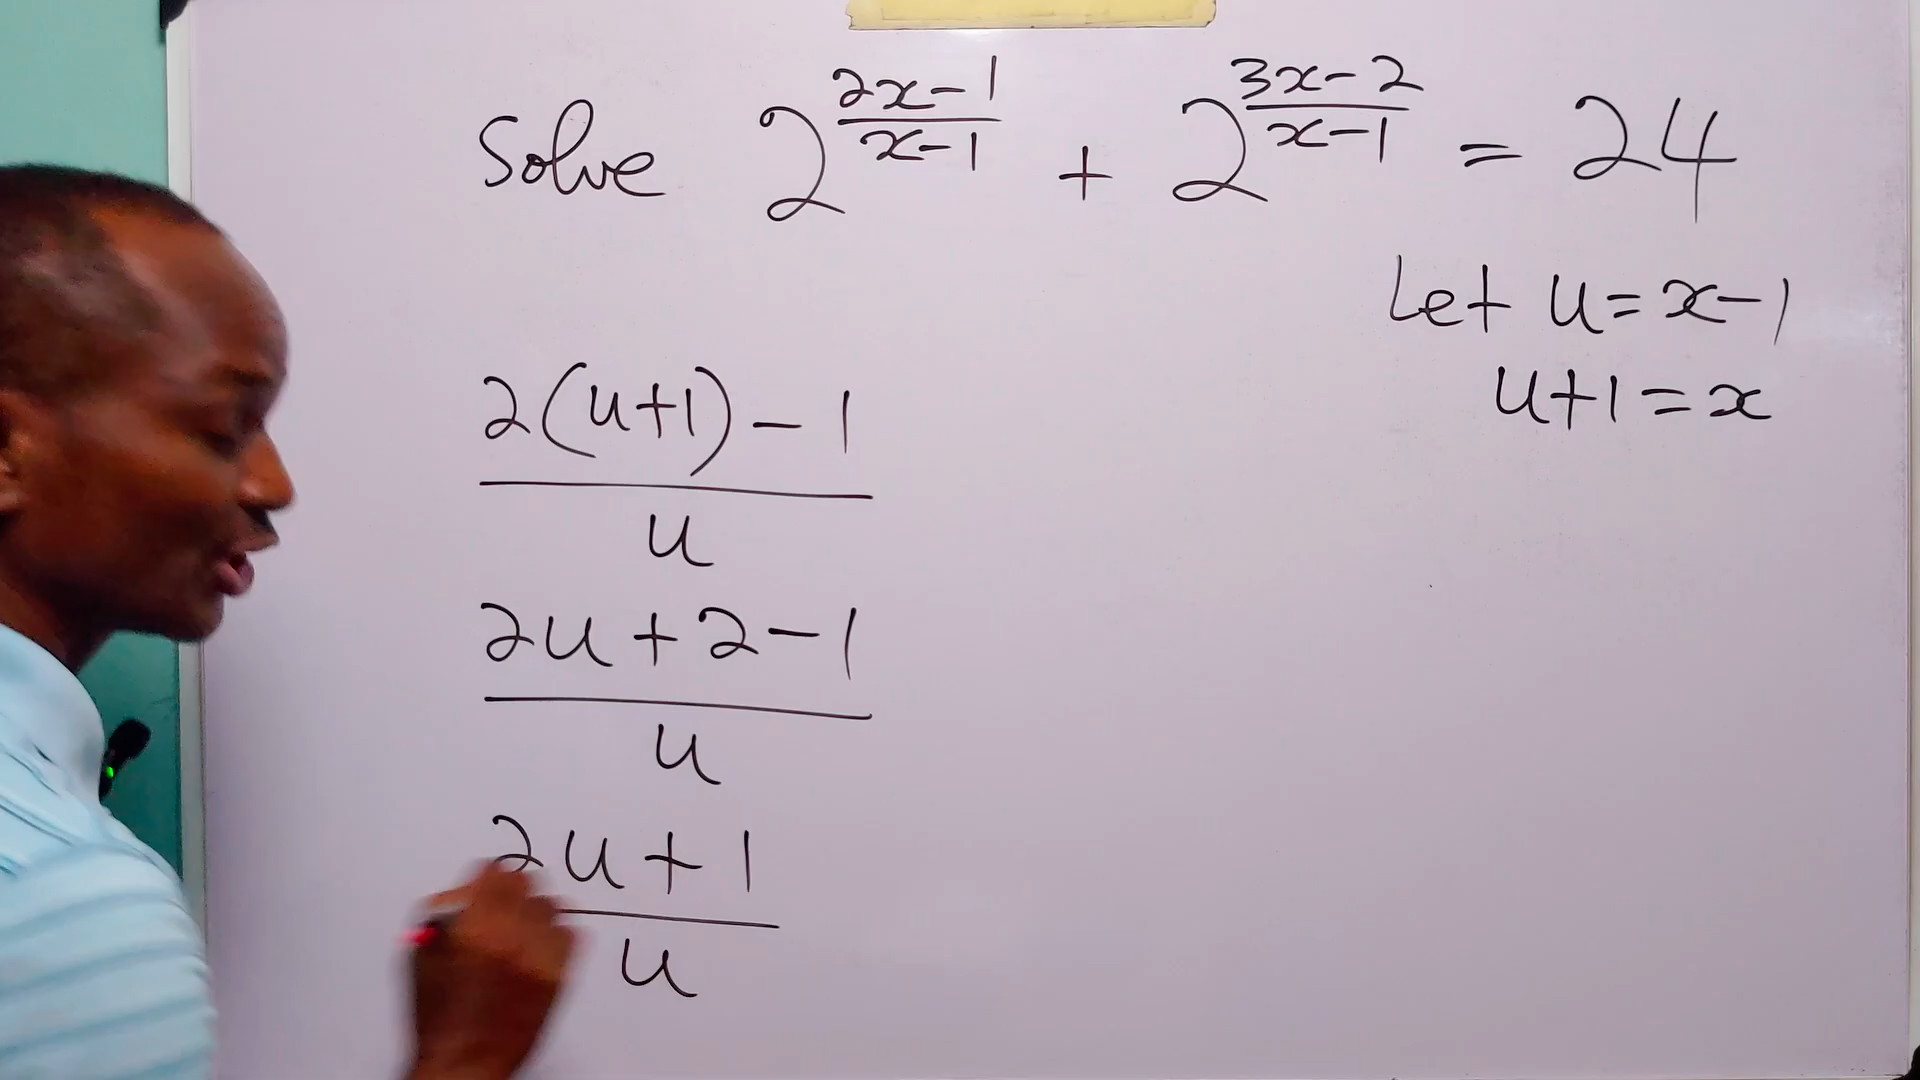 Solve 2^((2x-1)/(x-1)) + 2^((3x-2)/(x-1)) = 24
Let u = x-1
u+1 = x
2(u+1) - 1
u
2u + 2 - 1
u
2u + 1
u